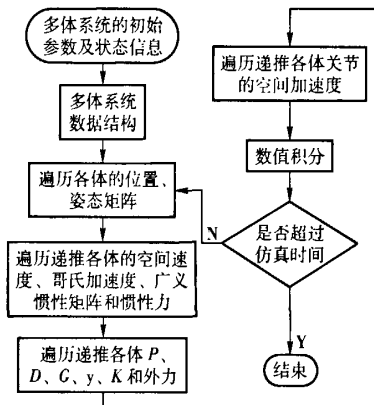 多体系统的初始
参数及状态信息
多体系统
数据结构
遍历各体的位置、
姿态矩阵
遍历递推各体的空间速
度、哥氏加速度、广义
惯性矩阵和惯性力
遍历递推各体 P、
D、G、y、K 和外力
遍历递推各体关节
的空间加速度
数值积分
是否超过
仿真时间
N
Y
结束